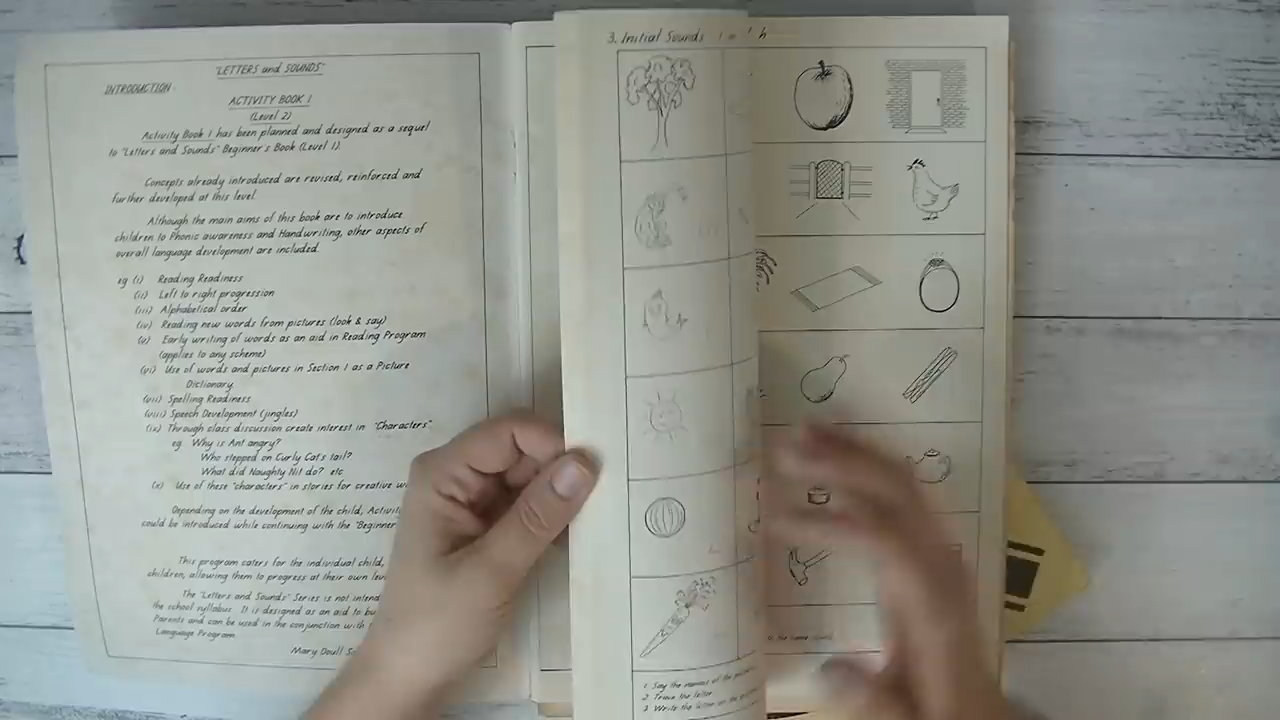 "LETTERS and SOUNDS"
INTRODUCTION
ACTIVITY BOOK 1
(Level 2)
Activity Book 1 has been planned and designed as a sequel
to "Letters and Sounds" Beginner's Book (Level 1).
Concepts already introduced are revised, reinforced and
further developed at this level.
Although the main aims of this book are to introduce
children to Phonic awareness and Handwriting, other aspects of
overall language development are included.
eg (i) Reading Readiness
(ii) Left to right progression
(iii) Alphabetical order
(iv) Reading new words from pictures (look & say)
(v) Early writing of words as an aid in Reading Program
(applies to any scheme)
(vi) Use of words and pictures in Section 1 as a Picture
Dictionary.
(vii) Spelling Readiness
(viii) Speech Development (jingles)
(ix) Through class discussion create interest in "Characters"
eg. Why is Ant angry?
Who stepped on Curly Cat's tail?
What did Naughty Nit do? etc
(x) Use of these "characters" in stories for creative
Depending on the development of the child,
could be introduced while continuing with the "Beginner
This program caters for the individual child,
children, allowing them to progress at their own
The "Letters and Sounds" Series is not
the school syllabus. It is designed as an aid to
Parents and can be used in the conjunction with
Language Program.
Mary Doull
3. Initial Sounds
1. Say the names of the
2. Trace the letter
3. Write the letter